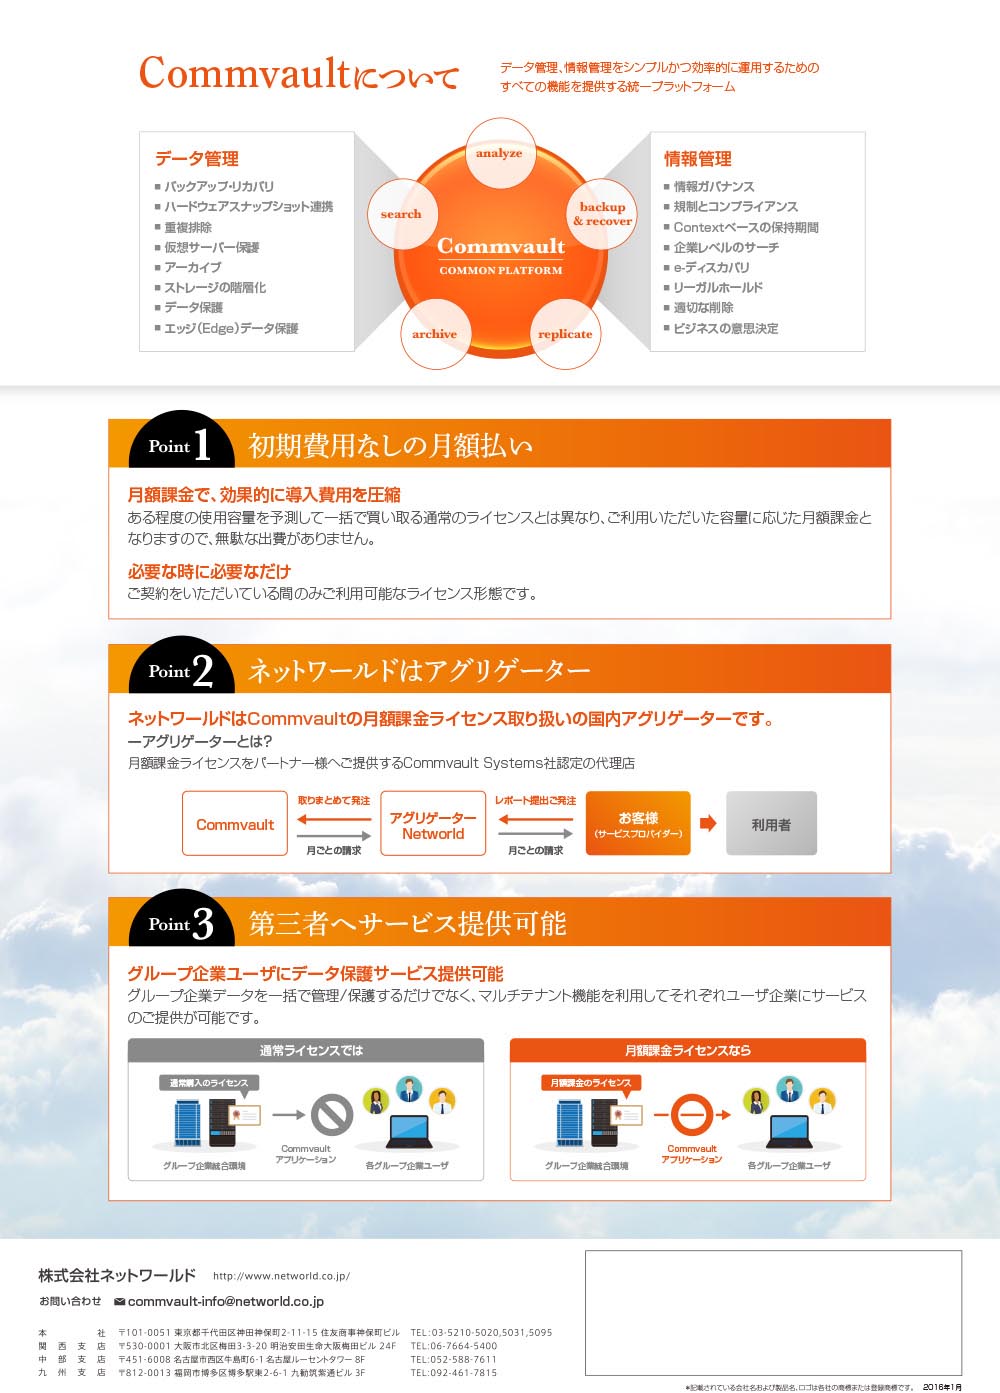 Commvaultについて
データ管理、情報管理をシンプルかつ効率的に運用するための
すべての機能を提供する統一プラットフォーム
データ管理
■ バックアップ・リカバリ
■ ハードウェアスナップショット連携
■ 重複排除
■ 仮想サーバー保護
■ アーカイブ
■ ストレージの階層化
■ データ保護
■ エッジ(Edge)データ保護
analyze
search
backup
& recover
Commvault
COMMON PLATFORM
archive
replicate
情報管理
■ 情報ガバナンス
■ 規制とコンプライアンス
■ Contextベースの保持期間
■ 企業レベルのサーチ
■ e-ディスカバリ
■ リーガルホールド
■ 適切な削除
■ ビジネスの意思決定
Point 1 初期費用なしの月額払い
月額課金で、効果的に導入費用を圧縮
ある程度の使用容量を予測して一括で買い取る通常のライセンスとは異なり、ご利用いただいた容量に応じた月額課金と
なりますので、無駄な出費がありません。
必要な時に必要なだけ
ご契約をいただいている間のみご利用可能なライセンス形態です。
Point 2 ネットワールドはアグリゲーター
ネットワールドはCommvaultの月額課金ライセンス取り扱いの国内アグリゲーターです。
ーアグリゲーターとは?
月額課金ライセンスをパートナー様へご提供するCommvault Systems社認定の代理店
Commvault
取りまとめて発注
月ごとの請求
アグリゲーター
Networld
レポート提出ご発注
月ごとの請求
お客様
(サービスプロバイダー)
利用者
Point 3 第三者へサービス提供可能
グループ企業ユーザにデータ保護サービス提供可能
グループ企業データを一括で管理/保護するだけでなく、マルチテナント機能を利用してそれぞれユーザ企業にサービス
のご提供が可能です。
通常ライセンスでは
通常購入のライセンス
Commvault
アプリケーション
グループ企業統合環境
各グループ企業ユーザ
月額課金ライセンスなら
月額課金のライセンス
Commvault
アプリケーション
グループ企業統合環境
各グループ企業ユーザ
株式会社ネットワールド http://www.networld.co.jp/
お問い合わせ commvault-info@networld.co.jp
本社 〒101-0051 東京都千代田区神田神保町2-11-15 住友商事神保町ビル TEL:03-5210-5020,5031,5095
関西支店 〒530-0001 大阪市北区梅田3-3-20 明治安田生命大阪梅田ビル 24F TEL:06-7664-5400
中部支店 〒451-6008 名古屋市西区牛島町6-1 名古屋ルーセントタワー 8F TEL:052-588-7611
九州支店 〒812-0013 福岡市博多区博多駅東2-6-1 九勧筑紫通ビル 3F TEL:092-461-7815
*記載されている会社名および製品名、ロゴは各社の商標または登録商標です。 2016年1月